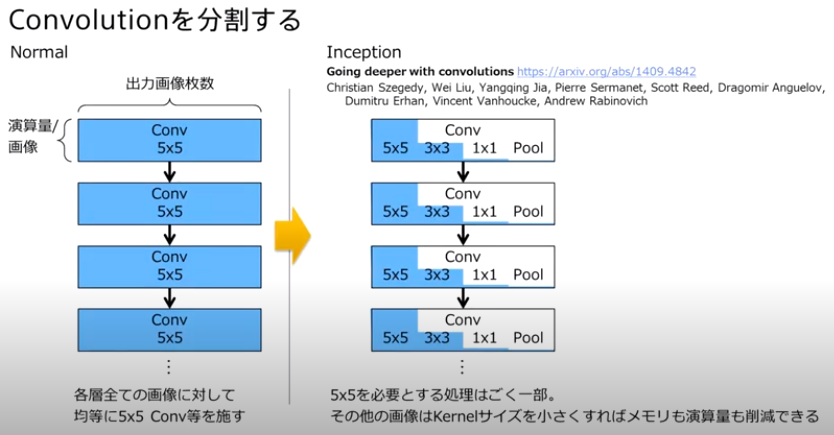 Convolutionを分割する
Normal
出力画像枚数
演算量/
画像
Conv
5x5
Conv
5x5
Conv
5x5
Conv
5x5
⋮
各層全ての画像に対して
均等に5x5 Conv等を施す
Inception
Going deeper with convolutions https://arxiv.org/abs/1409.4842
Christian Szegedy, Wei Liu, Yangqing Jia, Pierre Sermanet, Scott Reed, Dragomir Anguelov,
Dumitru Erhan, Vincent Vanhoucke, Andrew Rabinovich
Conv
5x5 3x3 1x1 Pool
Conv
5x5 3x3 1x1 Pool
Conv
5x5 3x3 1x1 Pool
Conv
5x5 3x3 1x1 Pool
⋮
5x5を必要とする処理はごく一部。
その他の画像はKernelサイズを小さくすればメモリも演算量も削減できる